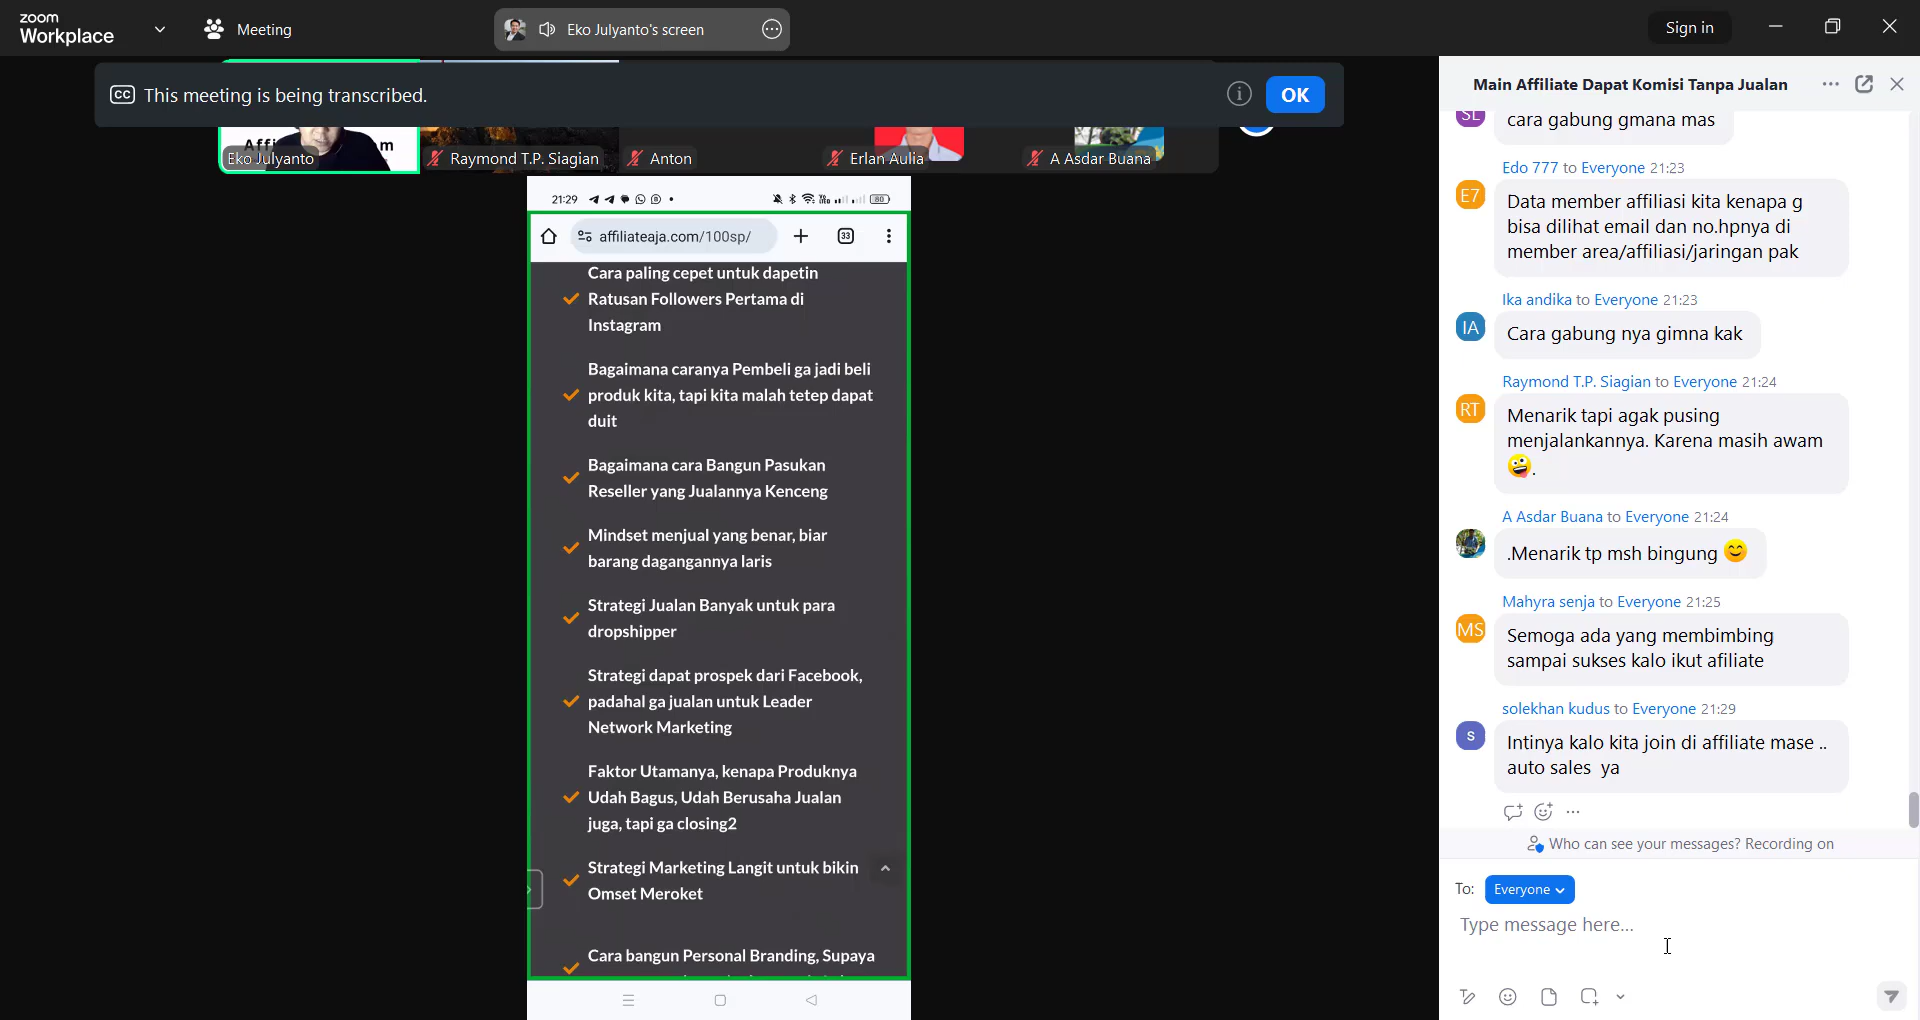 zoom
Workplace
Meeting
Eko Julyanto's screen
Sign in
CC This meeting is being transcribed.
OK
Affi
m
Eko Julyanto
Raymond T.P. Siagian
Anton
Erlan Aulia
A Asdar Buana
21:29
80
affiliateaja.com/100sp/
33
Cara paling cepet untuk dapetin
Ratusan Followers Pertama di
Instagram
Bagaimana caranya Pembeli ga jadi beli
produk kita, tapi kita malah tetep dapat
duit
Bagaimana cara Bangun Pasukan
Reseller yang Jualannya Kenceng
Mindset menjual yang benar, biar
barang dagangannya laris
Strategi Jualan Banyak untuk para
dropshipper
Strategi dapat prospek dari Facebook,
padahal ga jualan untuk Leader
Network Marketing
Faktor Utamanya, kenapa Produknya
Udah Bagus, Udah Berusaha Jualan
juga, tapi ga closing2
Strategi Marketing Langit untuk bikin
Omset Meroket
Cara bangun Personal Branding, Supaya
Main Affiliate Dapat Komisi Tanpa Jualan
SL
cara gabung gmana mas
Edo 777 to Everyone 21:23
E7
Data member affiliasi kita kenapa g
bisa dilihat email dan no.hpnya di
member area/affiliasi/jaringan pak
Ika andika to Everyone 21:23
IA
Cara gabung nya gimna kak
Raymond T.P. Siagian to Everyone 21:24
RT
Menarik tapi agak pusing
menjalankannya. Karena masih awam
🤪.
A Asdar Buana to Everyone 21:24
.Menarik tp msh bingung 😊
Mahyra senja to Everyone 21:25
MS
Semoga ada yang membimbing
sampai sukses kalo ikut afiliate
solekhan kudus to Everyone 21:29
S
Intinya kalo kita join di affiliate mase ..
auto sales ya
Who can see your messages? Recording on
To: Everyone
Type message here...